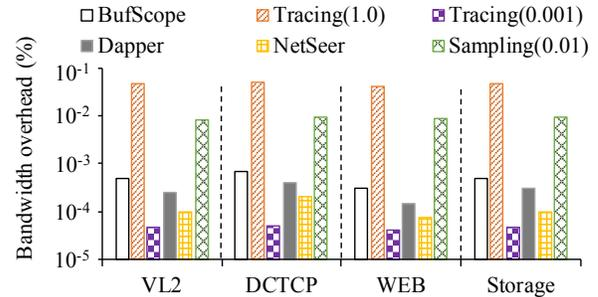 BufScope Tracing(1.0) Tracing(0.001)
Dapper NetSeer Sampling(0.01)
Bandwidth overhead (%)
10-1
10-2
10-3
10-4
10-5
VL2 DCTCP WEB Storage